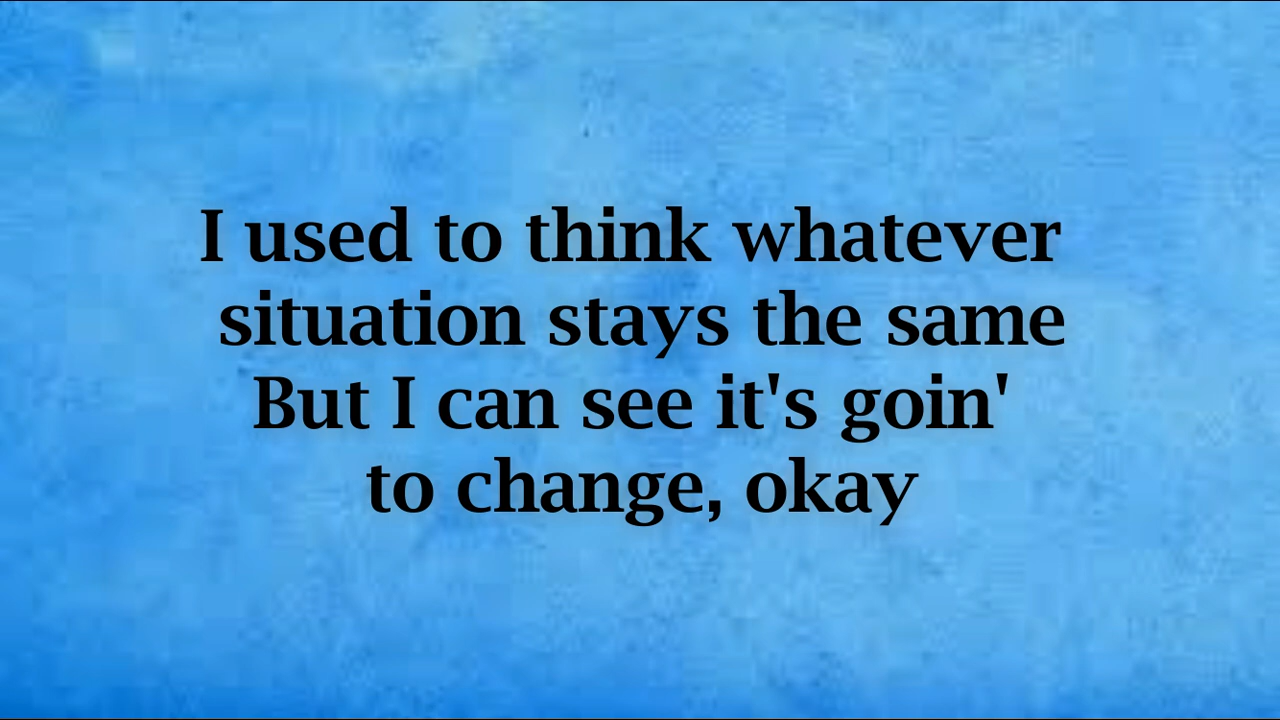 I used to think whatever
situation stays the same
But I can see it's goin'
to change, okay